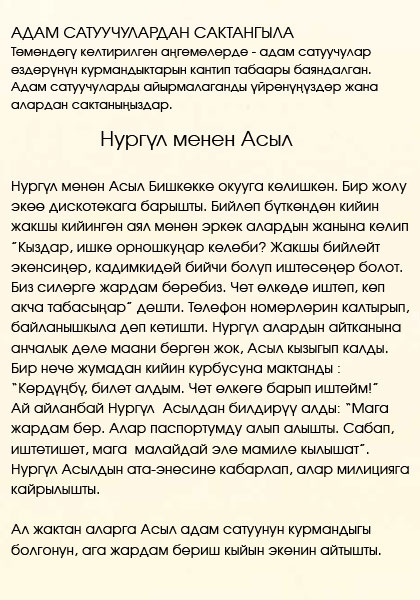 АДАМ САТУУЧУЛАРДАН САКТАНГЫЛА
Төмөндөгү келтирилген аңгемелерде - адам сатуучулар
өздөрүнүн курмандыктарын кантип табаары баяндалган.
Адам сатуучуларды айырмалаганды үйрөнүңүздөр жана
алардан сактаныңыздар.
Нургүл менен Асыл
Нургүл менен Асыл Бишкекке окууга келишкен. Бир жолу
экөө дискотекага барышты. Бийлеп бүткөндөн кийин
жакшы кийинген аял менен эркек алардын жанына келип
"Кыздар, ишке орношкуңар келеби? Жакшы бийлейт
экенсиңер, кадимкидей бийчи болуп иштесеңер болот.
Биз силерге жардам беребиз. Чет өлкөдө иштеп, көп
акча табасыңар" дешти. Телефон номерлерин калтырып,
байланышкыла деп кетишти. Нургүл алардын айтканына
анчалык деле маани берген жок, Асыл кызыгып калды.
Бир нече жумадан кийин курбусуна мактанды :
"Көрдүңбү, билет алдым. Чет өлкөгө барып иштейм!"
Ай айланбай Нургүл  Асылдан билдирүү алды: "Мага
жардам бер. Алар паспортумду алып алышты. Сабап,
иштетишет, мага  малайдай эле мамиле кылышат".
Нургүл Асылдын ата-энесине кабарлап, алар милицияга
кайрылышты.
Ал жактан аларга Асыл адам сатуунун курмандыгы
болгонун, ага жардам бериш кыйын экенин айтышты.